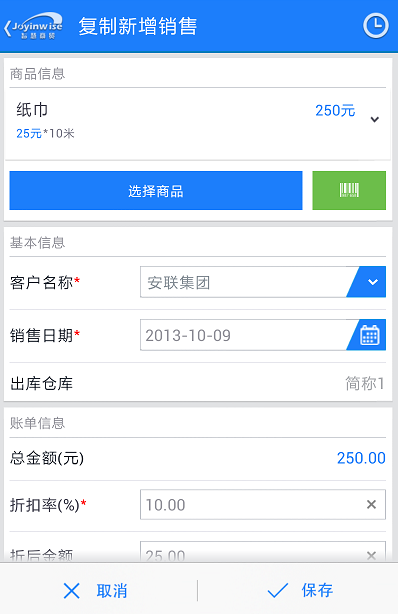 Joyinwise
智慧商贸
复制新增销售
商品信息
纸巾
250元
25元*10米
选择商品
基本信息
客户名称*
安联集团
销售日期*
2013-10-09
出库仓库
简称1
账单信息
总金额(元)
250.00
折扣率(%)*
10.00
折后金额
25.00
取消
保存